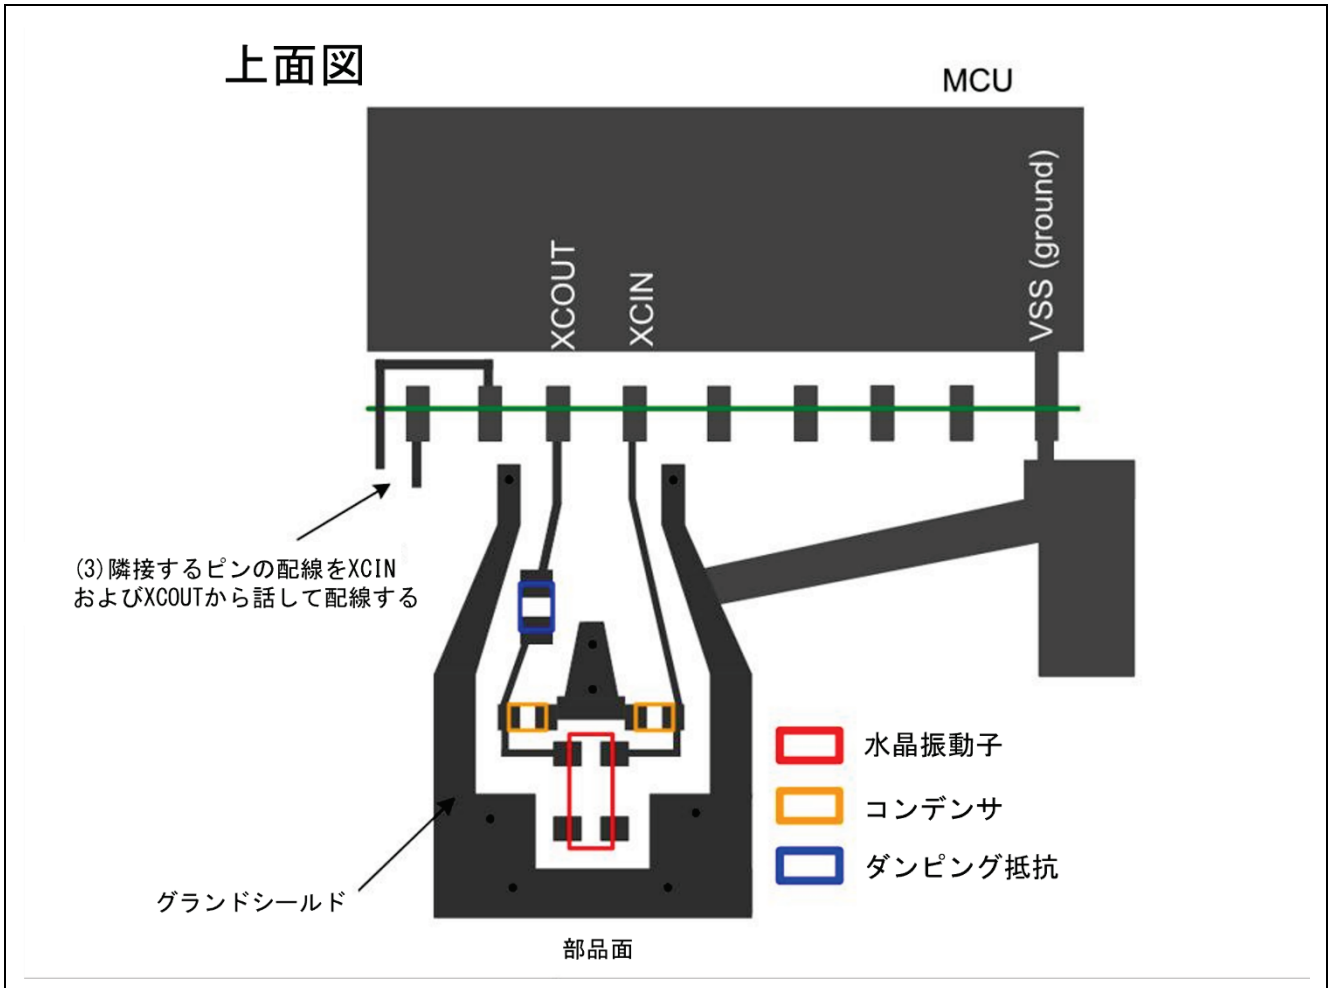 上面図
MCU
XCOUT
XCIN
VSS (ground)
(3)隣接するピンの配線をXCIN
およびXCOUTから話して配線する
水晶振動子
コンデンサ
ダンピング抵抗
グランドシールド
部品面